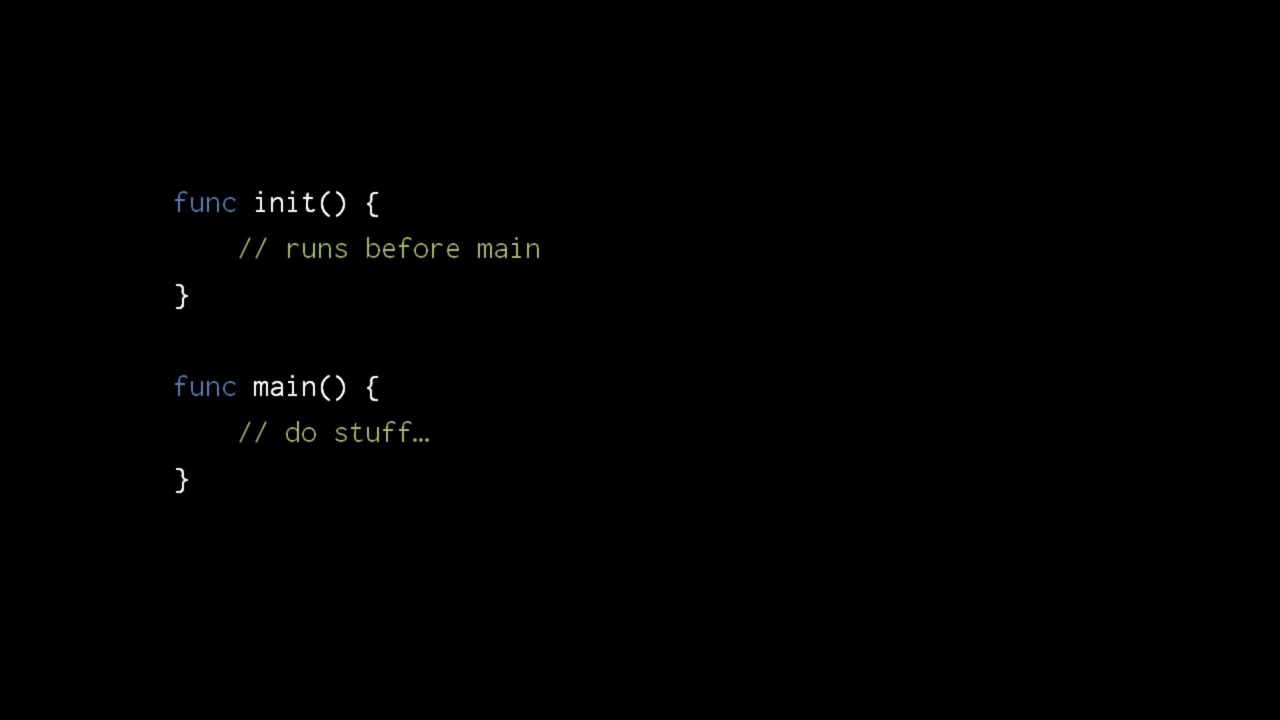 func init() {
    // runs before main
}

func main() {
    // do stuff…
}